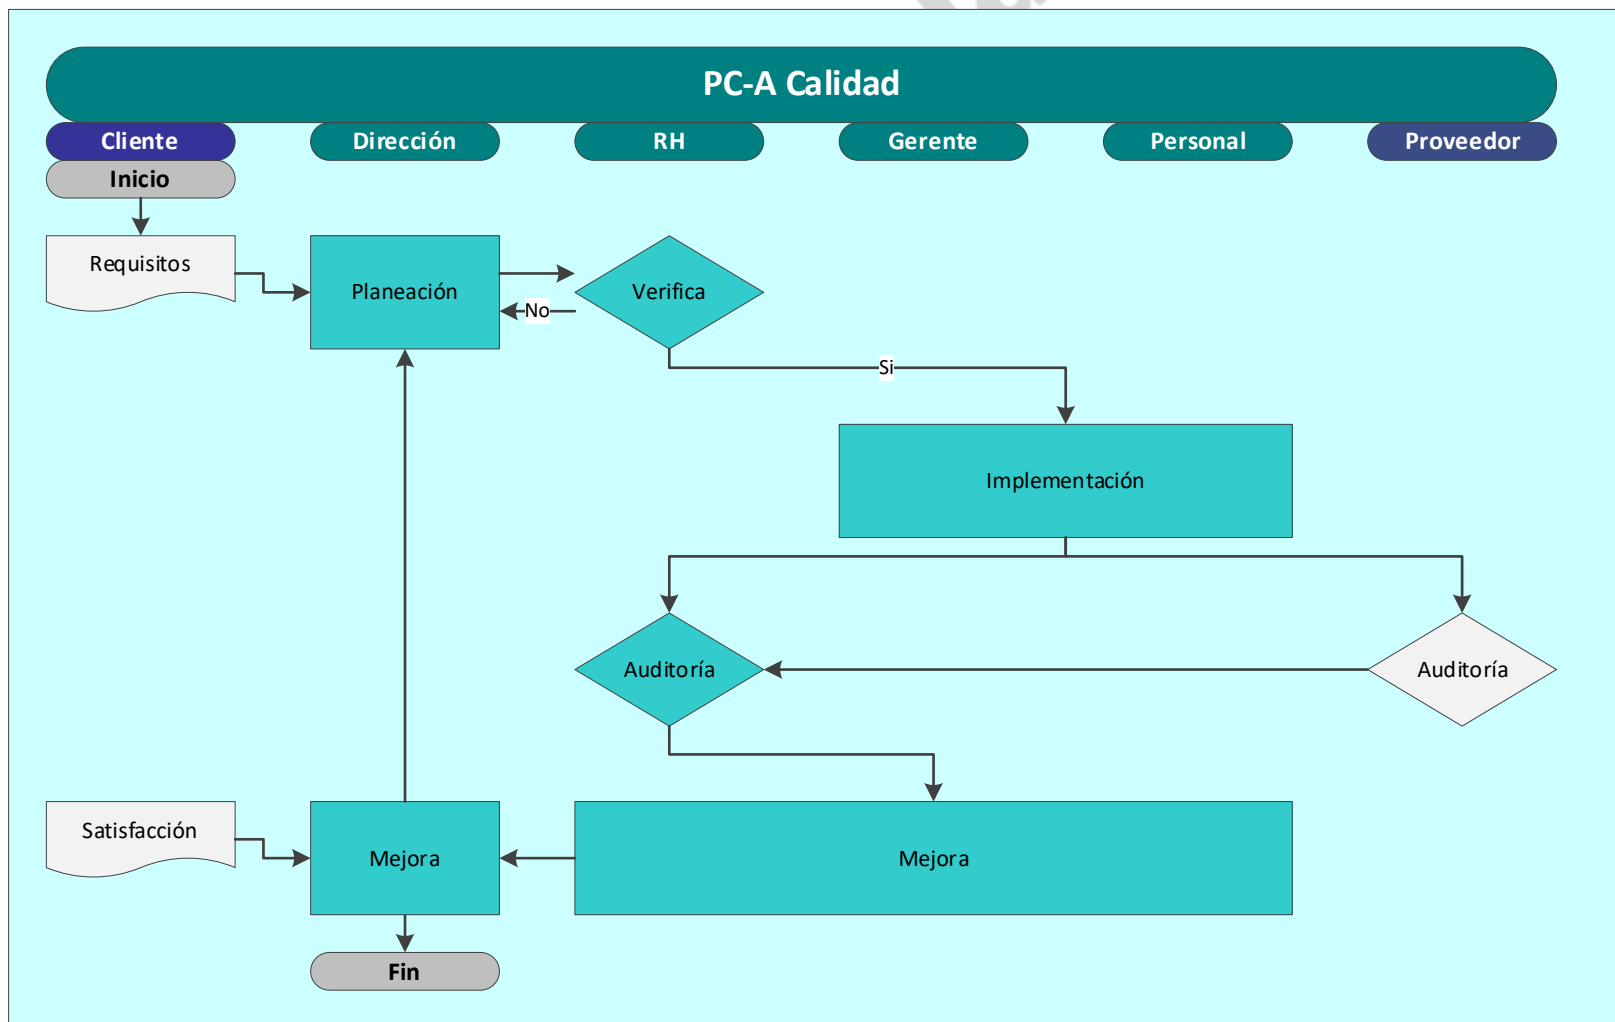 PC-A Calidad
Cliente
Dirección
RH
Gerente
Personal
Proveedor
Inicio
Requisitos
Planeación
Verifica
No
Si
Implementación
Auditoría
Auditoría
Satisfacción
Mejora
Mejora
Fin